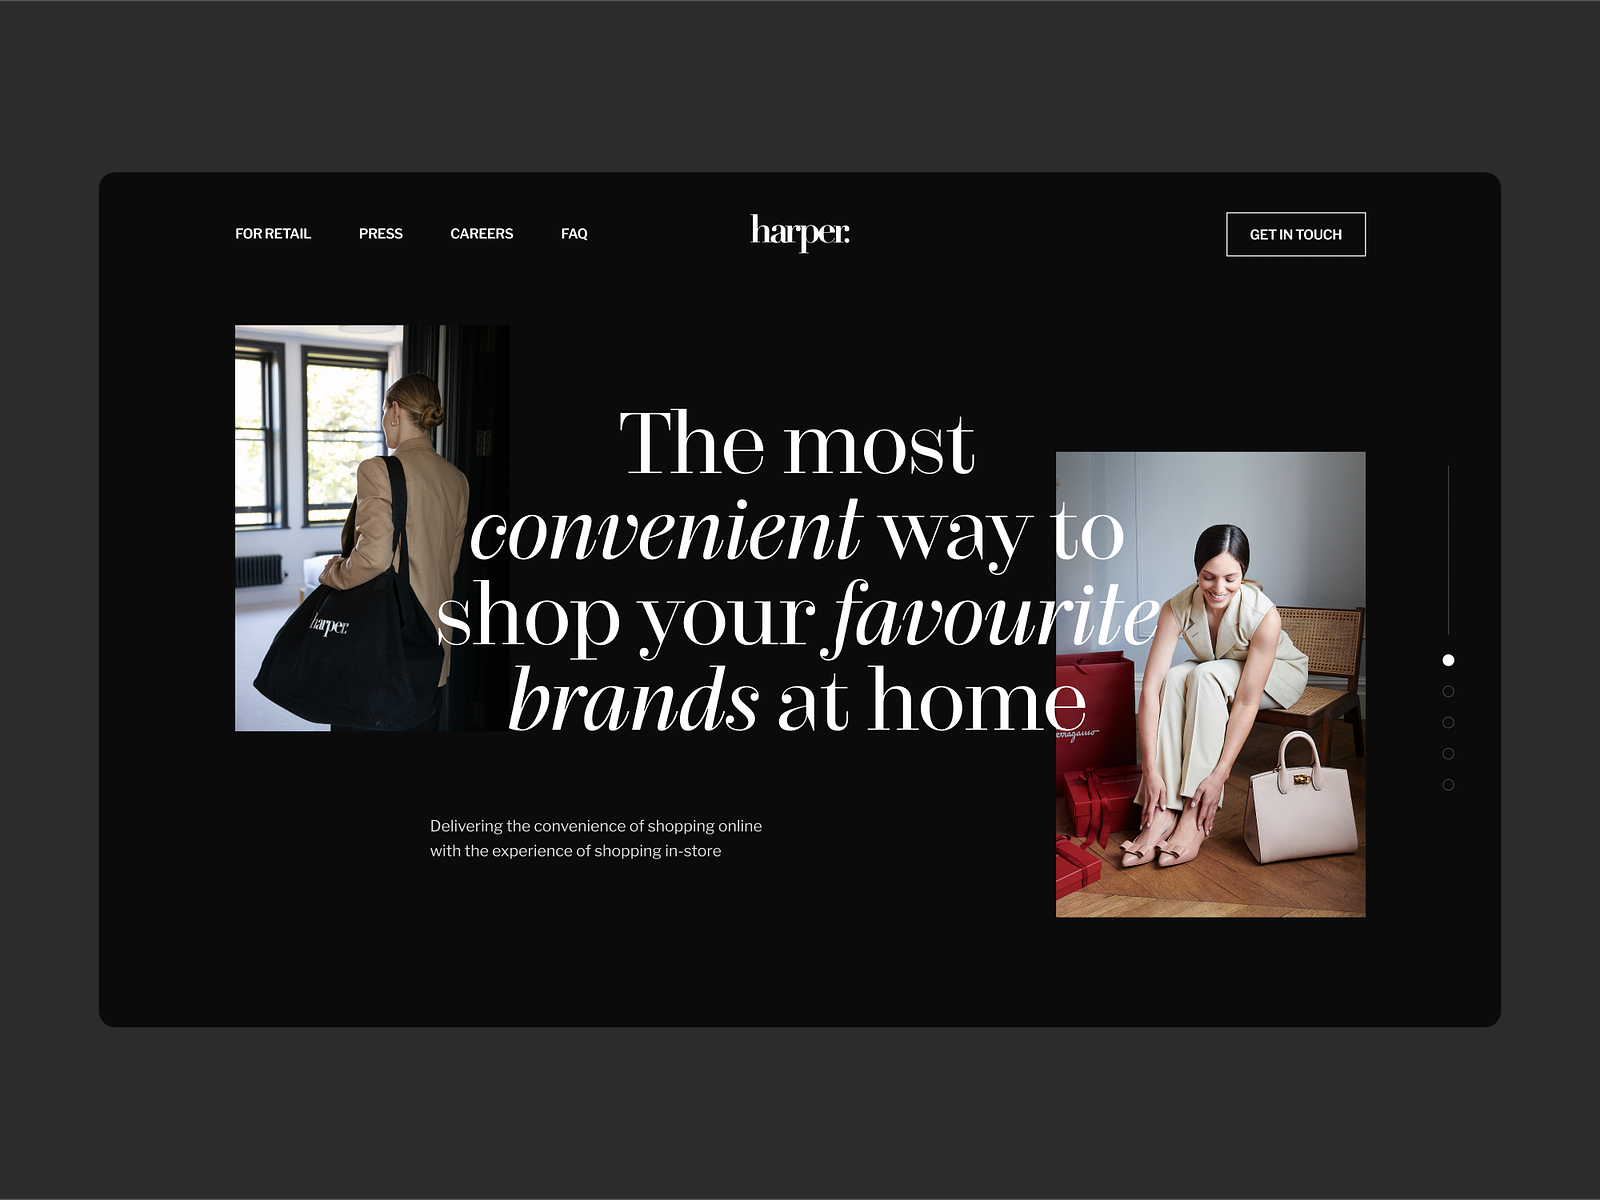 FOR RETAIL
PRESS
CAREERS
FAQ
harper.
GET IN TOUCH
The most
convenient way to
shop your favourite
brands at home
harper.
Delivering the convenience of shopping online
with the experience of shopping in-store